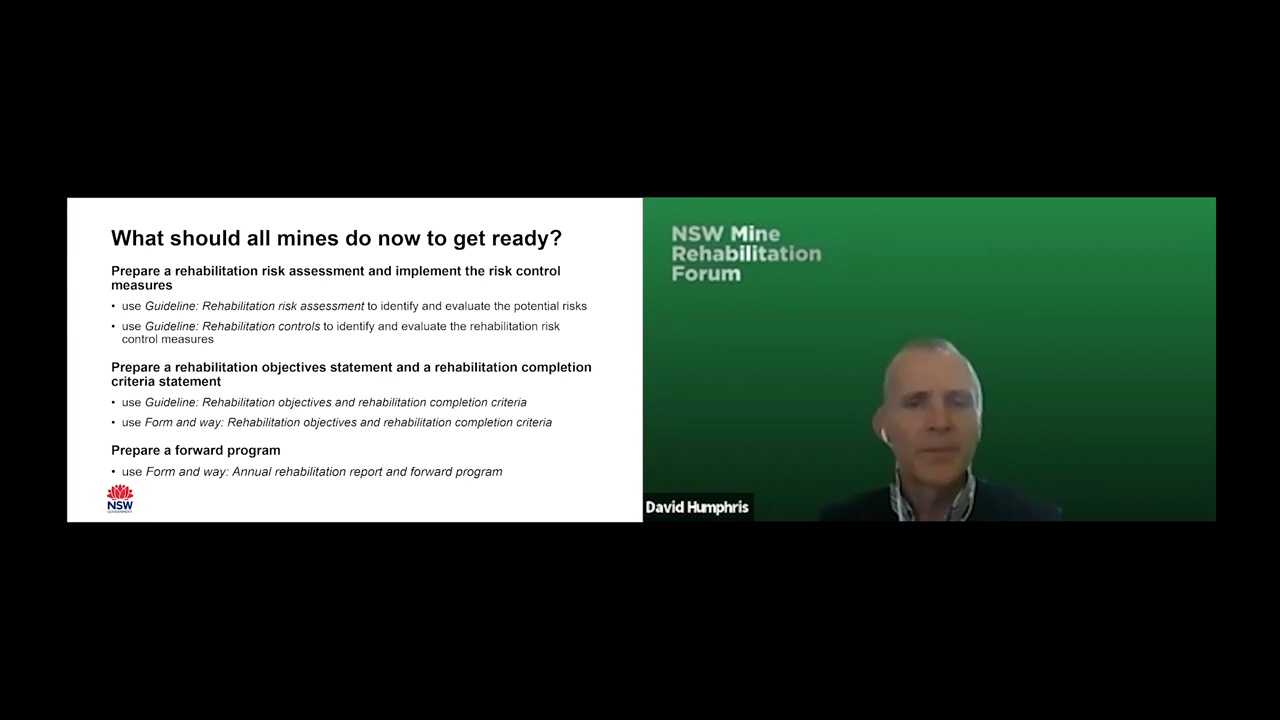 What should all mines do now to get ready?
Prepare a rehabilitation risk assessment and implement the risk control
measures
• use Guideline: Rehabilitation risk assessment to identify and evaluate the potential risks
• use Guideline: Rehabilitation controls to identify and evaluate the rehabilitation risk
control measures
Prepare a rehabilitation objectives statement and a rehabilitation completion
criteria statement
• use Guideline: Rehabilitation objectives and rehabilitation completion criteria
• use Form and way: Rehabilitation objectives and rehabilitation completion criteria
Prepare a forward program
• use Form and way: Annual rehabilitation report and forward program
NSW
GOVERNMENT
NSW Mine
Rehabilitation
Forum
David Humphris